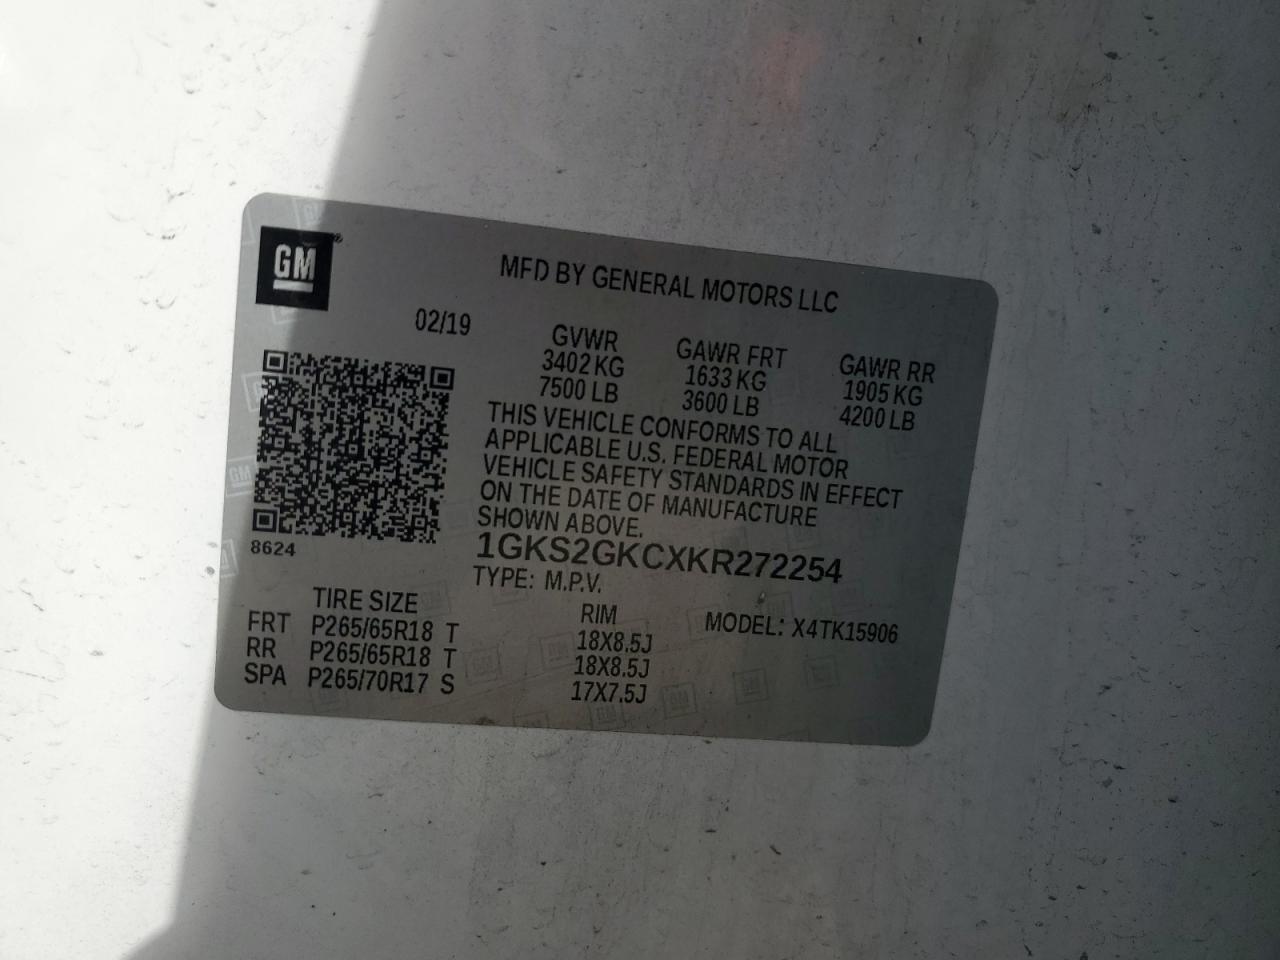 GM
MFD BY GENERAL MOTORS LLC
02/19
GVWR GAWR FRT GAWR RR
3402 KG 1633 KG 1905 KG
7500 LB 3600 LB 4200 LB
THIS VEHICLE CONFORMS TO ALL
APPLICABLE U.S. FEDERAL MOTOR
VEHICLE SAFETY STANDARDS IN EFFECT
ON THE DATE OF MANUFACTURE
SHOWN ABOVE.
8624
1GKS2GKCXKR272254
TYPE: M.P.V.
TIRE SIZE RIM MODEL: X4TK15906
FRT P265/65R18 T 18X8.5J
RR P265/65R18 T 18X8.5J
SPA P265/70R17 S 17X7.5J